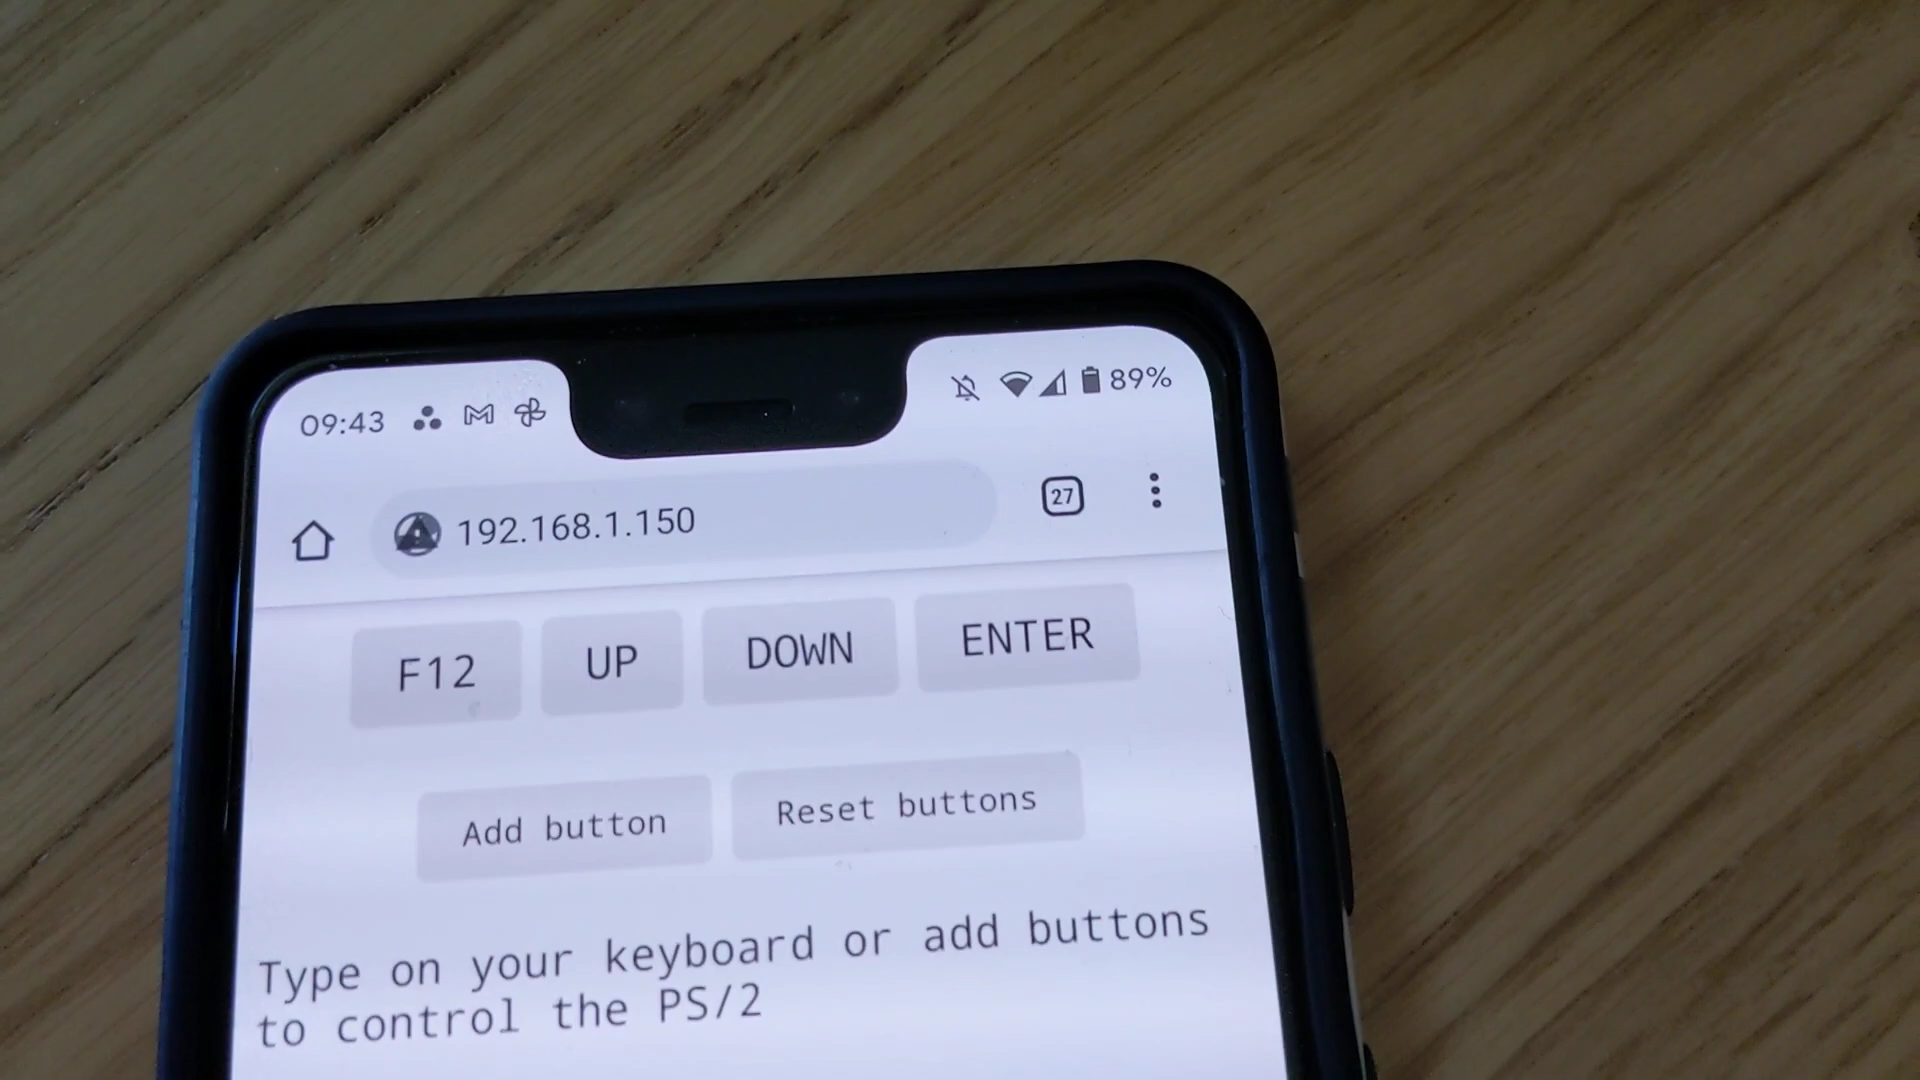 09:43 89%
192.168.1.150 27
F12 UP DOWN ENTER
Add button Reset buttons
Type on your keyboard or add buttons
to control the PS/2